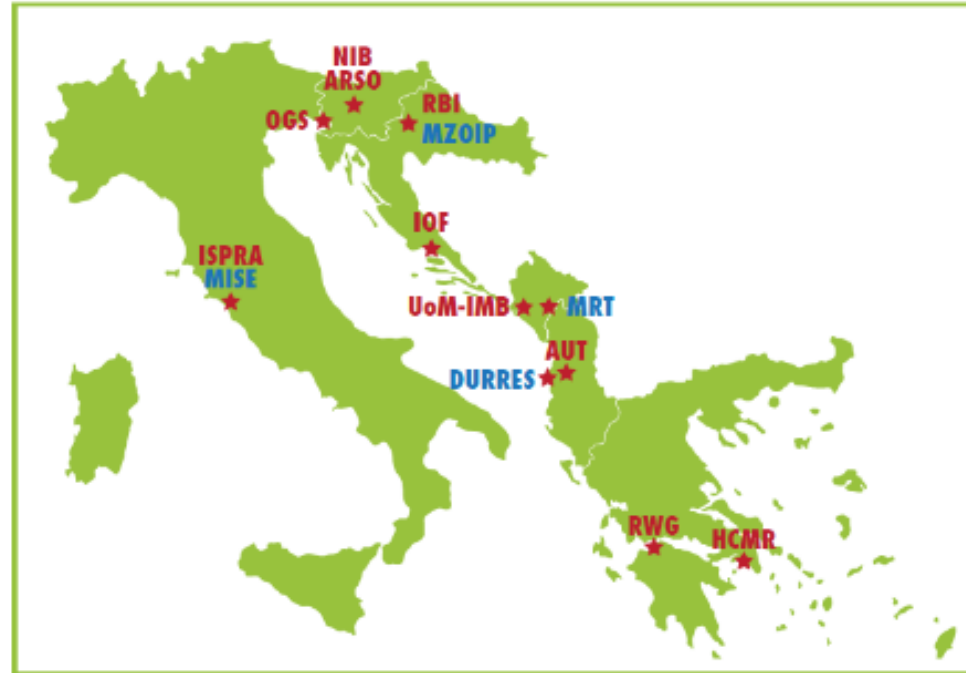 NIB
ARSO
OGS
RBI
MZOIP
IOF
ISPRA
MISE
UoM-IMB
MRT
AUT
DURRES
RWG
HCMR